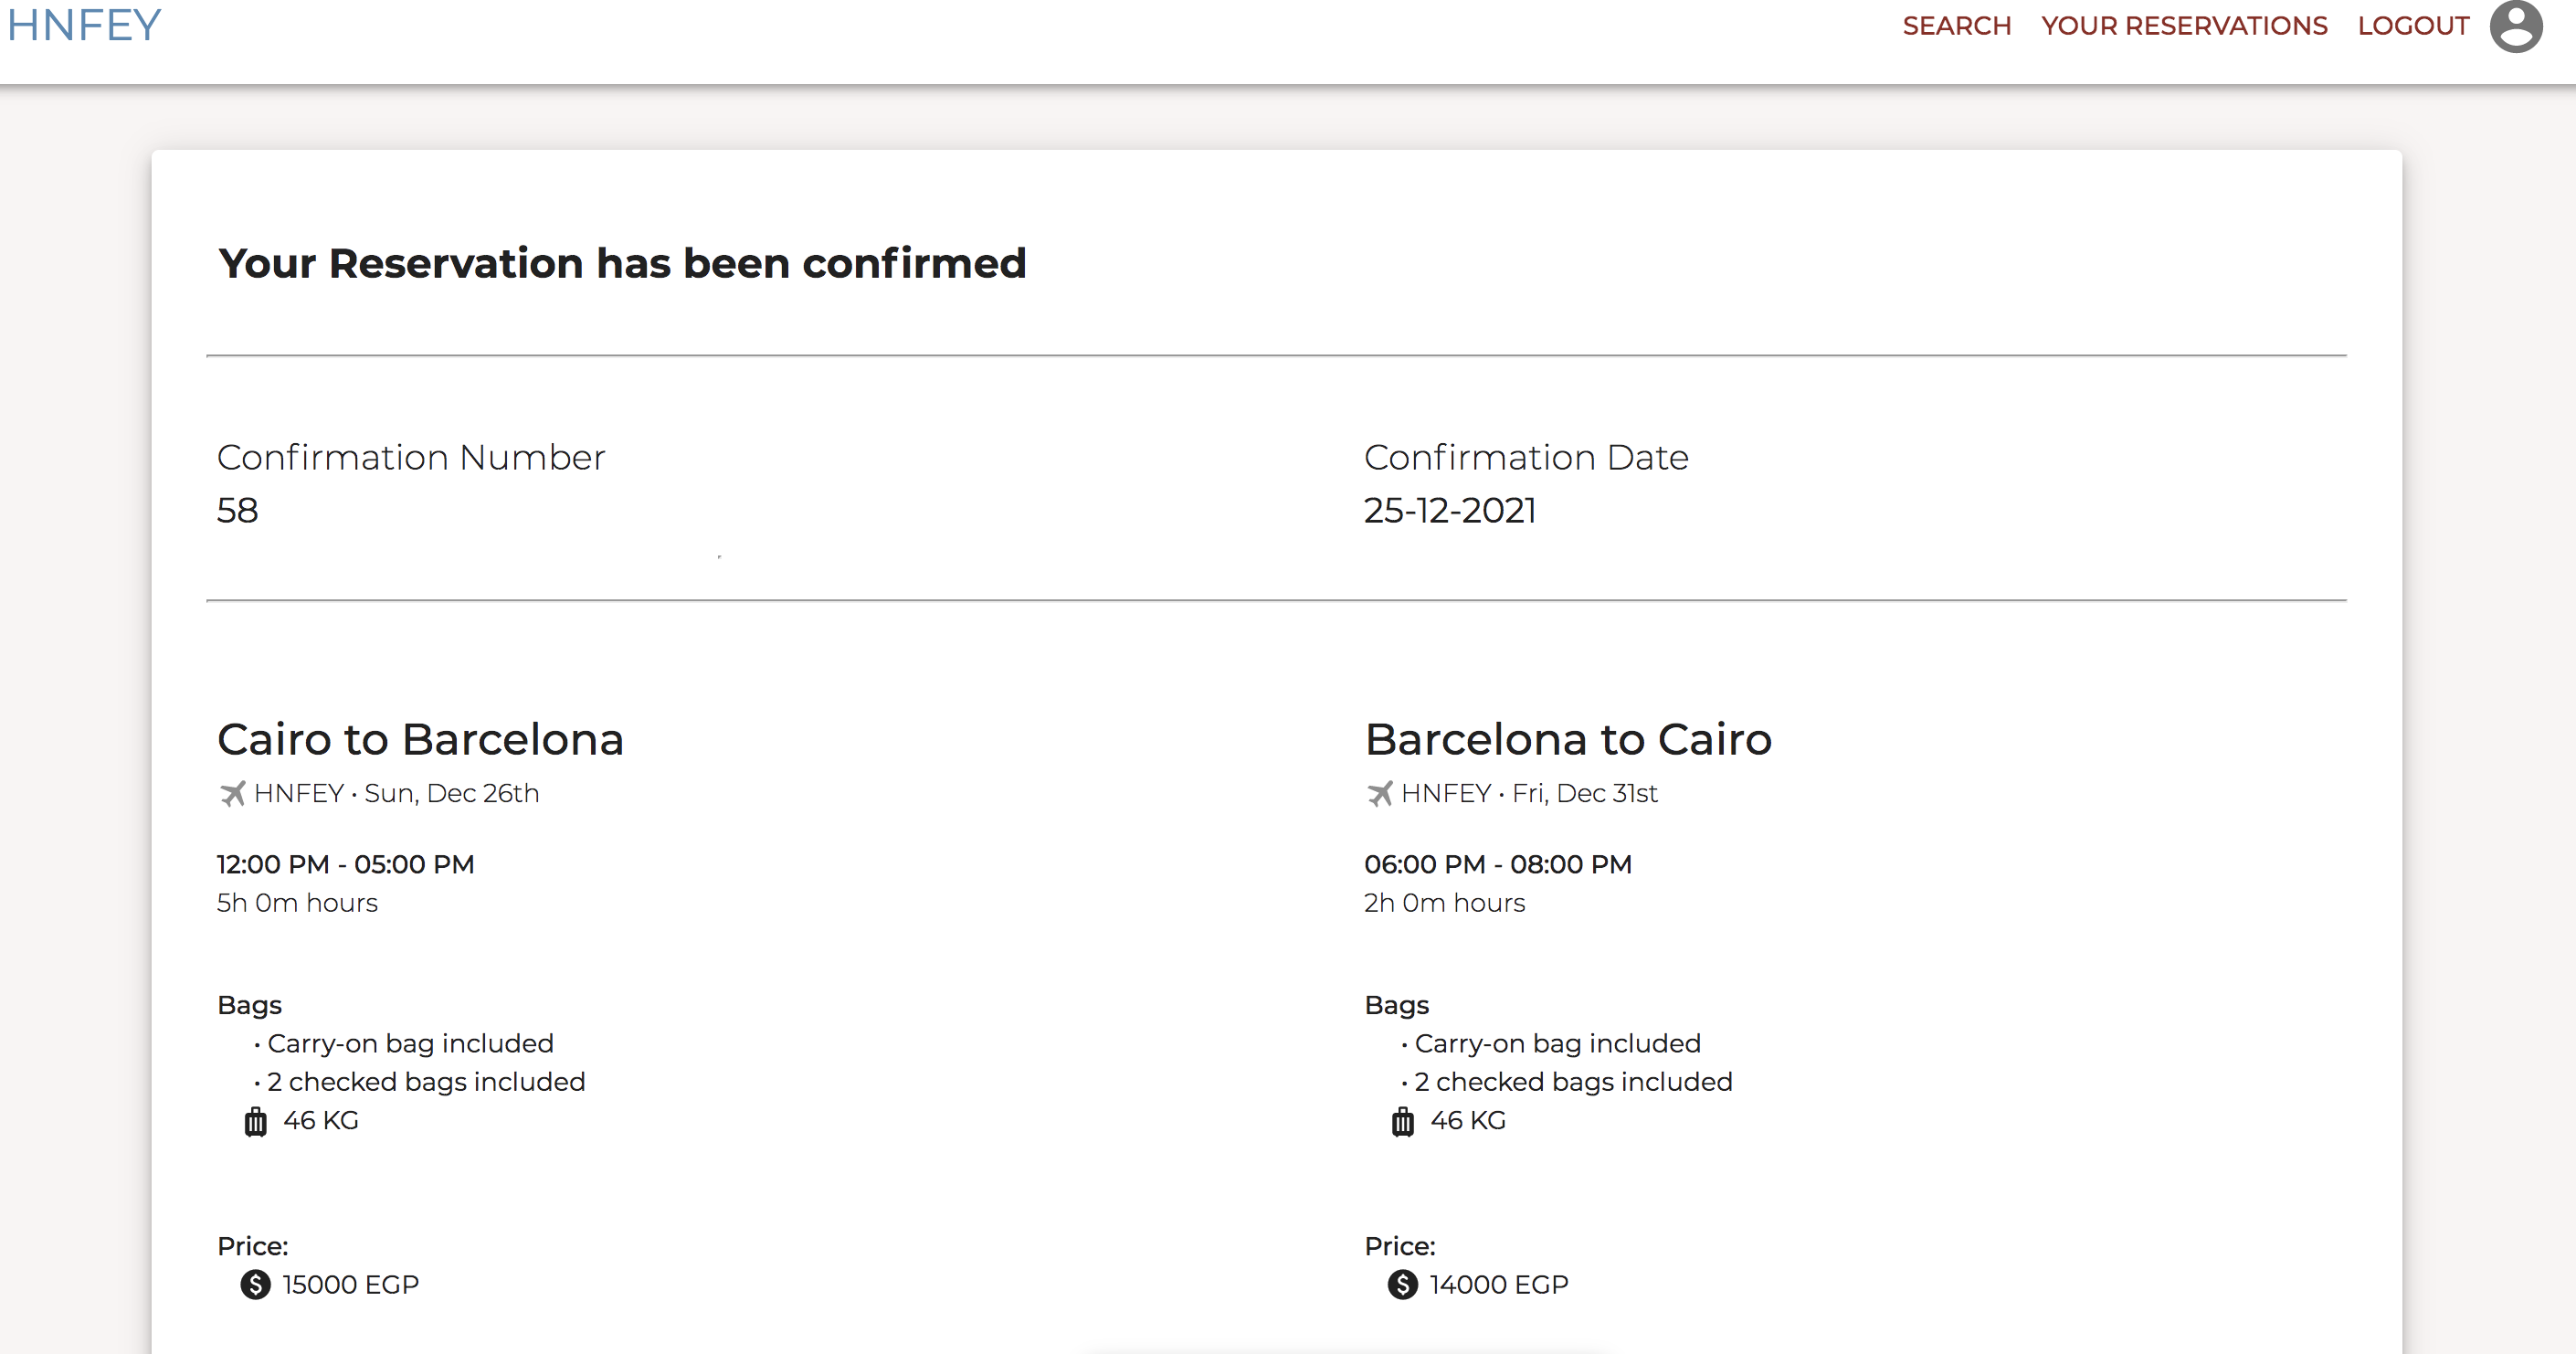 HNFEY
SEARCH YOUR RESERVATIONS LOGOUT
Your Reservation has been confirmed
Confirmation Number
58
Confirmation Date
25-12-2021
Cairo to Barcelona
HNFEY • Sun, Dec 26th
12:00 PM - 05:00 PM
5h 0m hours
Bags
• Carry-on bag included
• 2 checked bags included
46 KG
Price:
$ 15000 EGP
Barcelona to Cairo
HNFEY • Fri, Dec 31st
06:00 PM - 08:00 PM
2h 0m hours
Bags
• Carry-on bag included
• 2 checked bags included
46 KG
Price:
$ 14000 EGP